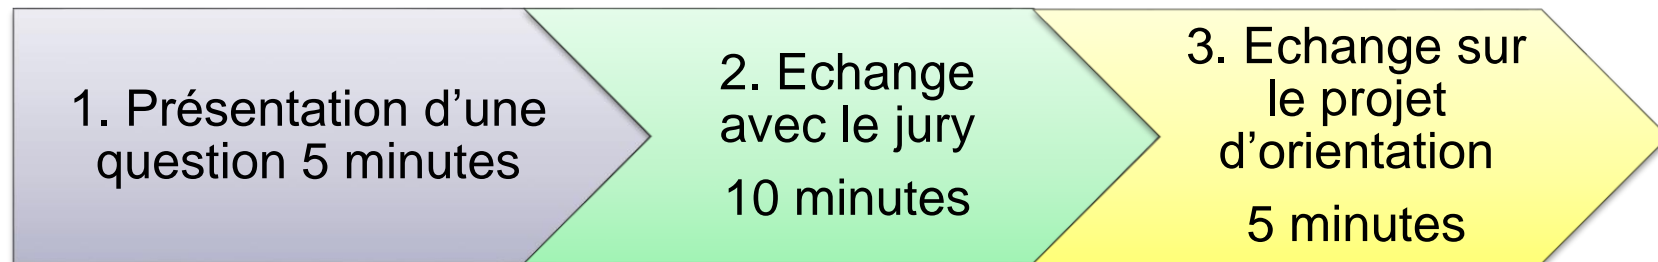 1. Présentation d’une
question 5 minutes
2. Echange
avec le jury
10 minutes
3. Echange sur
le projet
d’orientation
5 minutes